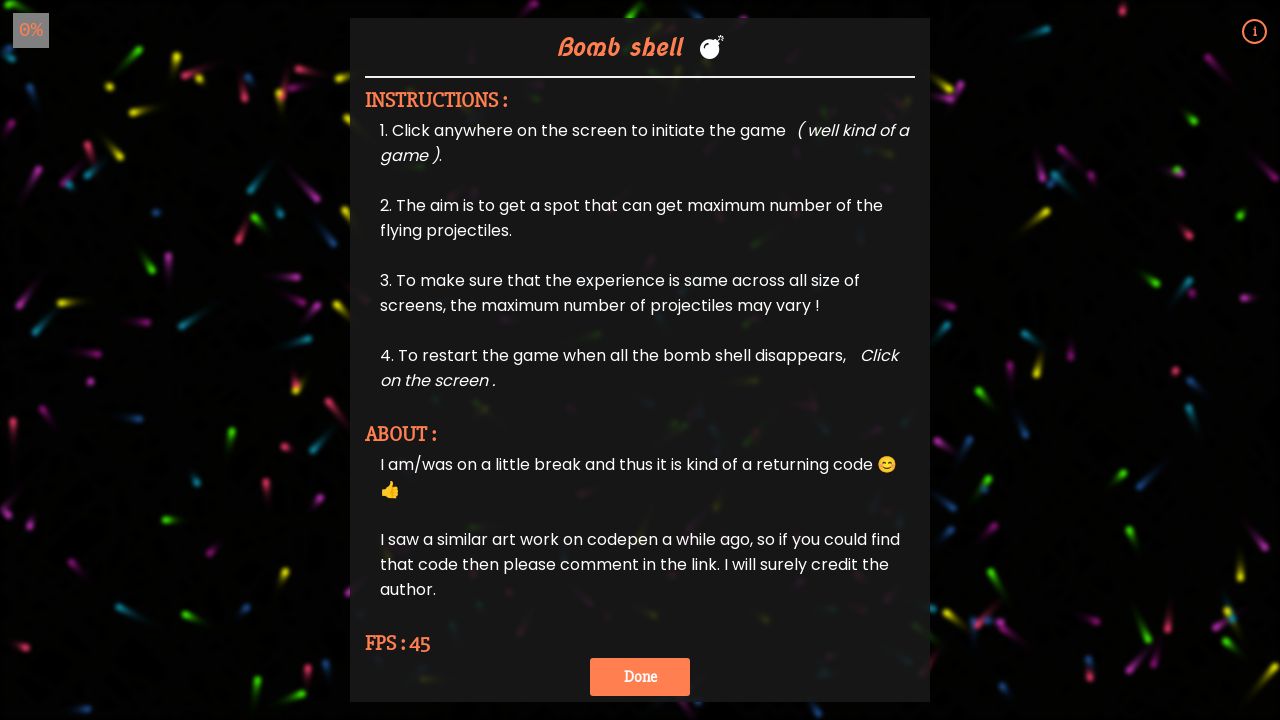 0%
i
Bomb shell 💣
INSTRUCTIONS :
1. Click anywhere on the screen to initiate the game ( well kind of a
game ).
2. The aim is to get a spot that can get maximum number of the
flying projectiles.
3. To make sure that the experience is same across all size of
screens, the maximum number of projectiles may vary !
4. To restart the game when all the bomb shell disappears, Click
on the screen .
ABOUT :
I am/was on a little break and thus it is kind of a returning code 😊
👍
I saw a similar art work on codepen a while ago, so if you could find
that code then please comment in the link. I will surely credit the
author.
FPS : 45
Done